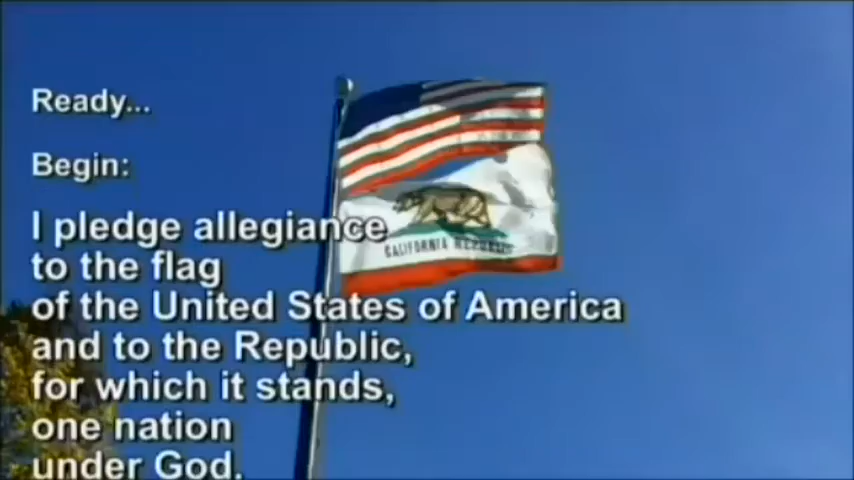 Ready...
Begin:
I pledge allegiance
to the flag
of the United States of America
and to the Republic,
for which it stands,
one nation
under God.
CALIFORNIA REPUBLIC